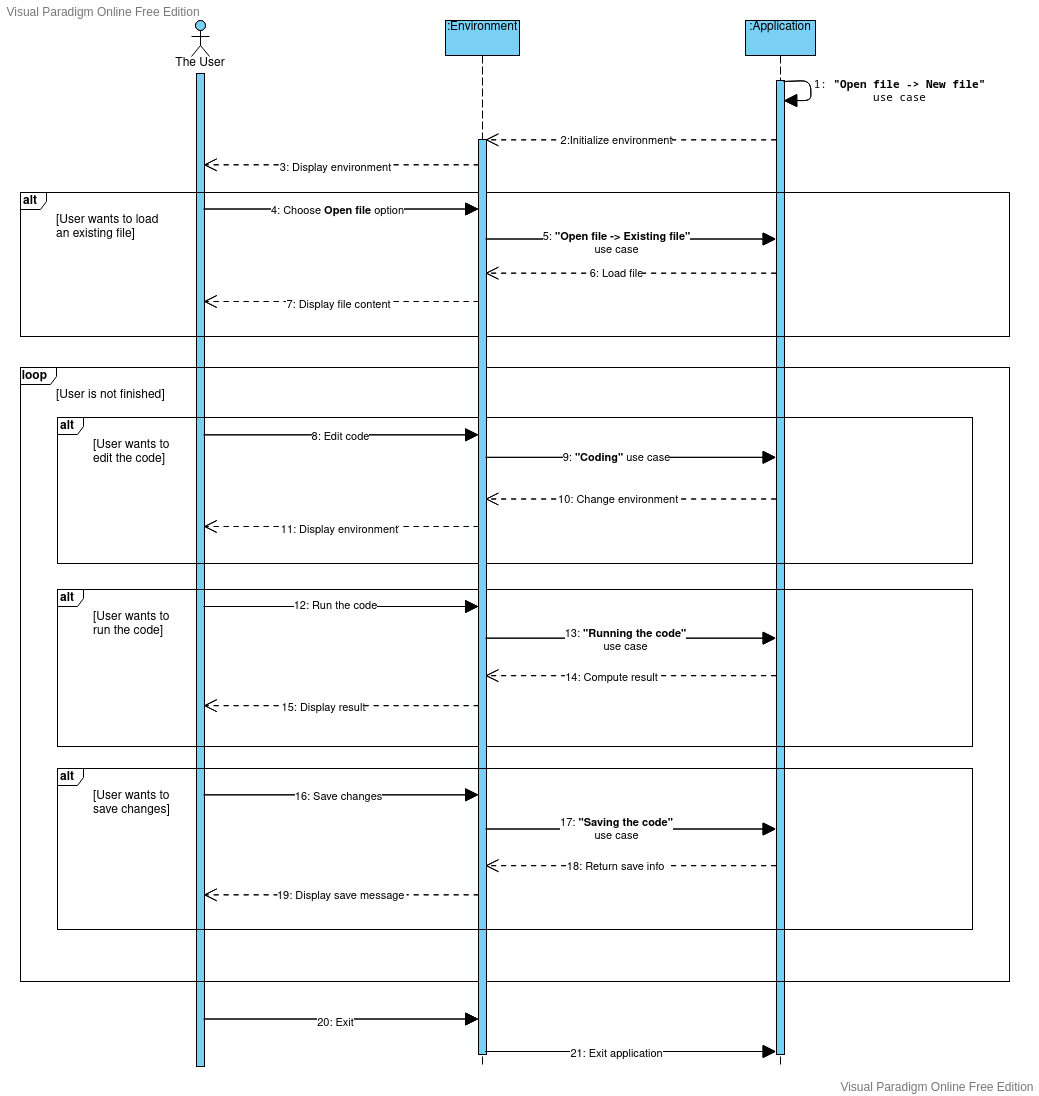 Visual Paradigm Online Free Edition
:Environment
:Application
The User
1: "Open file -> New file"
use case
2:Initialize environment
3: Display environment
alt
[User wants to load
an existing file]
4: Choose Open file option
5: "Open file -> Existing file"
use case
6: Load file
7: Display file content
loop
[User is not finished]
alt
[User wants to
edit the code]
8: Edit code
9: "Coding" use case
10: Change environment
11: Display environment
alt
[User wants to
run the code]
12: Run the code
13: "Running the code"
use case
14: Compute result
15: Display result
alt
[User wants to
save changes]
16: Save changes
17: "Saving the code"
use case
18: Return save info
19: Display save message
20: Exit
21: Exit application
Visual Paradigm Online Free Edition